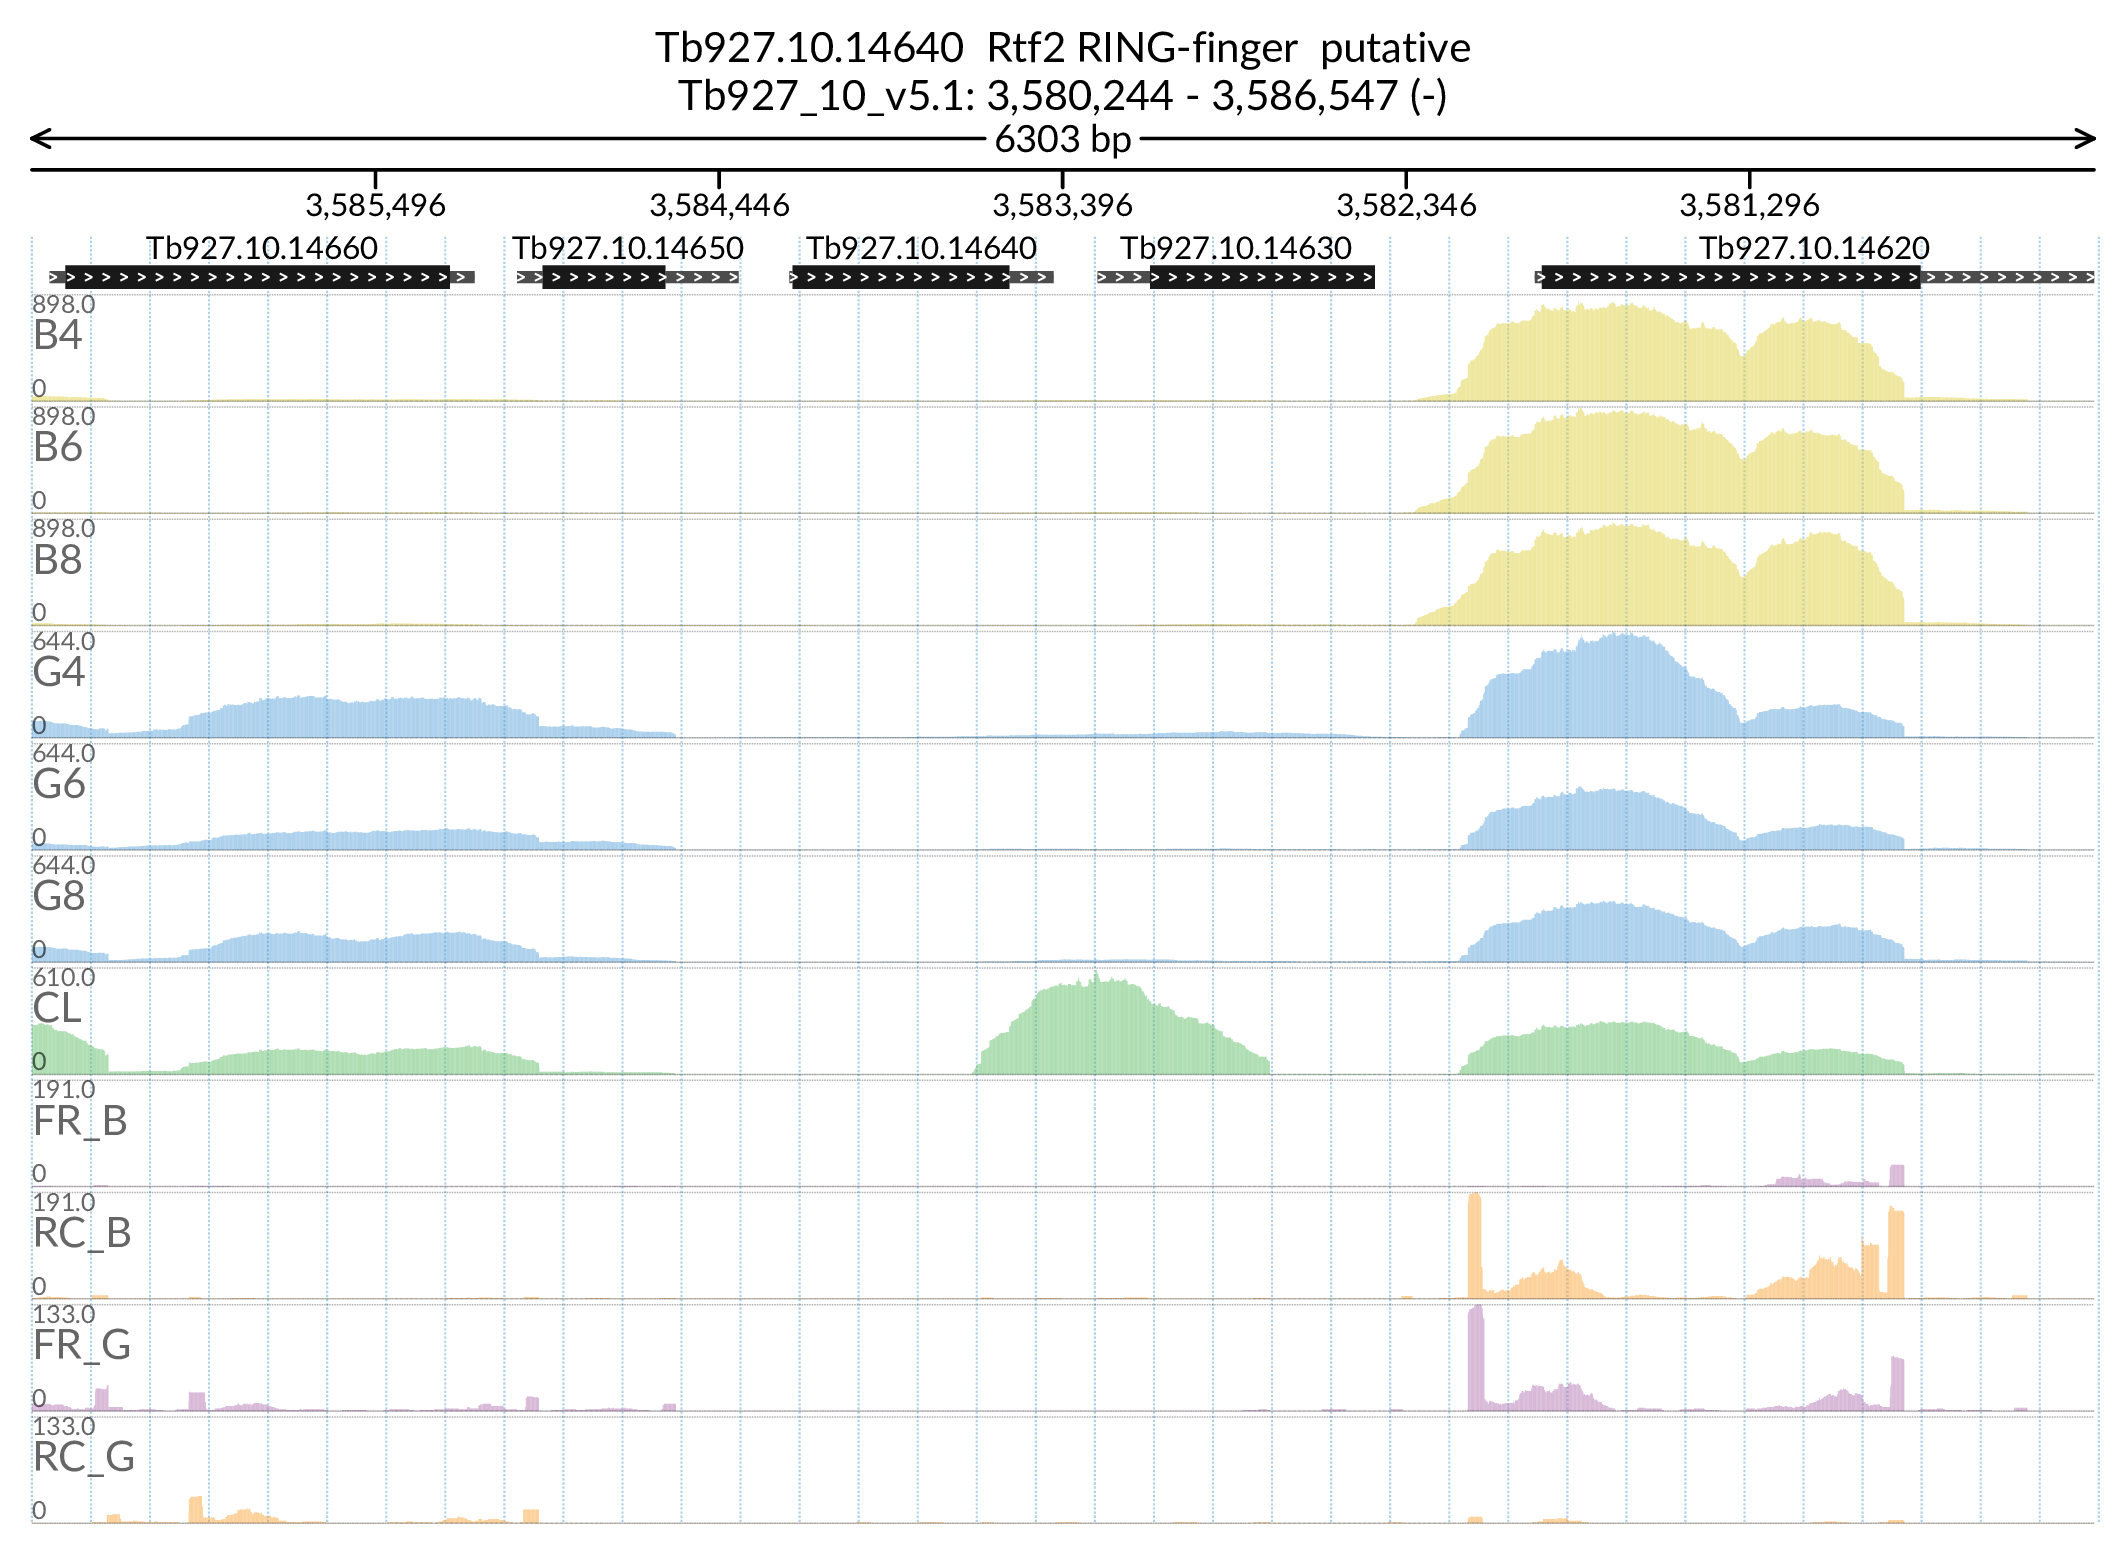 Tb927.10.14640 Rtf2 RING-finger putative
Tb927_10_v5.1: 3,580,244 - 3,586,547 (-)
6303 bp
3,585,496 3,584,446 3,583,396 3,582,346 3,581,296
Tb927.10.14660 Tb927.10.14650 Tb927.10.14640 Tb927.10.14630 Tb927.10.14620
898.0
B4
0
898.0
B6
0
898.0
B8
0
644.0
G4
0
644.0
G6
0
644.0
G8
0
610.0
CL
0
191.0
FR_B
0
191.0
RC_B
0
133.0
FR_G
0
133.0
RC_G
0